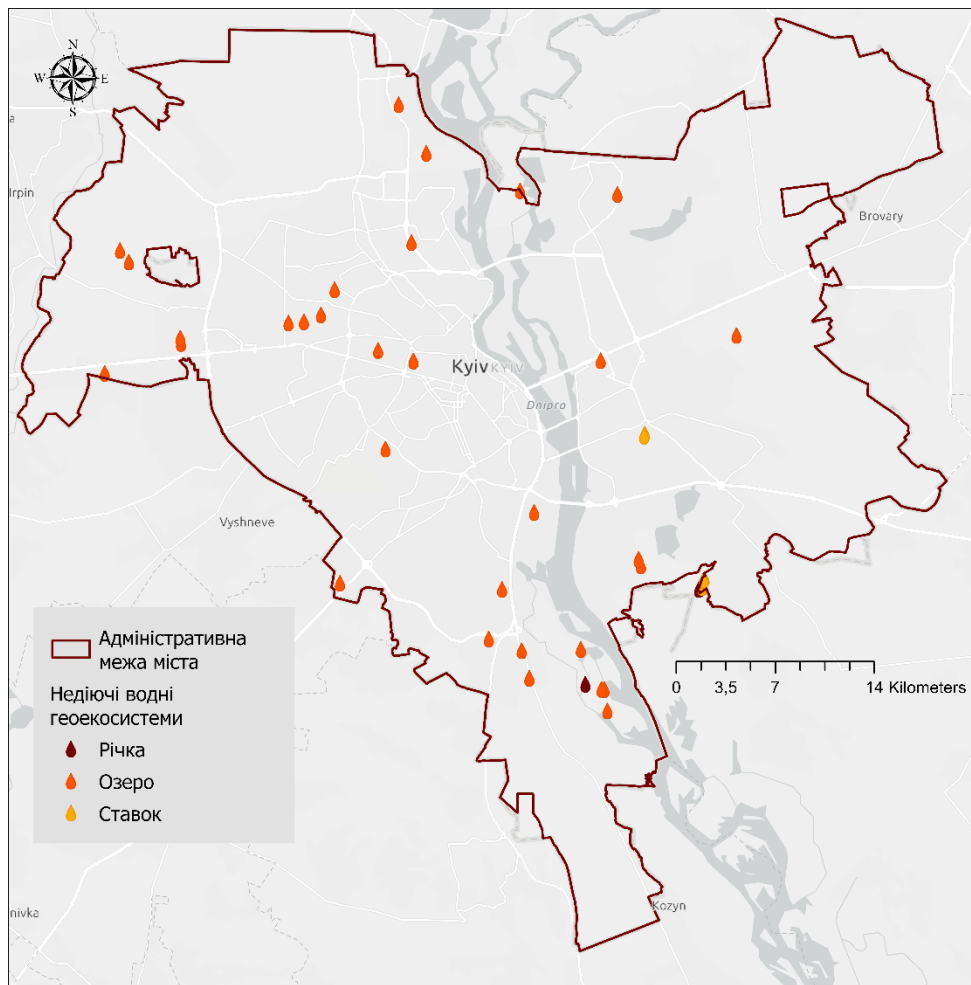 N
W E
S
Irpin
Brovary
Kyiv KYIV
Dnipro
Vyshneve
Адміністративна
межа міста
Недіючі водні
геоекосистеми
Річка
Озеро
Ставок
0 3,5 7 14 Kilometers
Kozyn
nivka